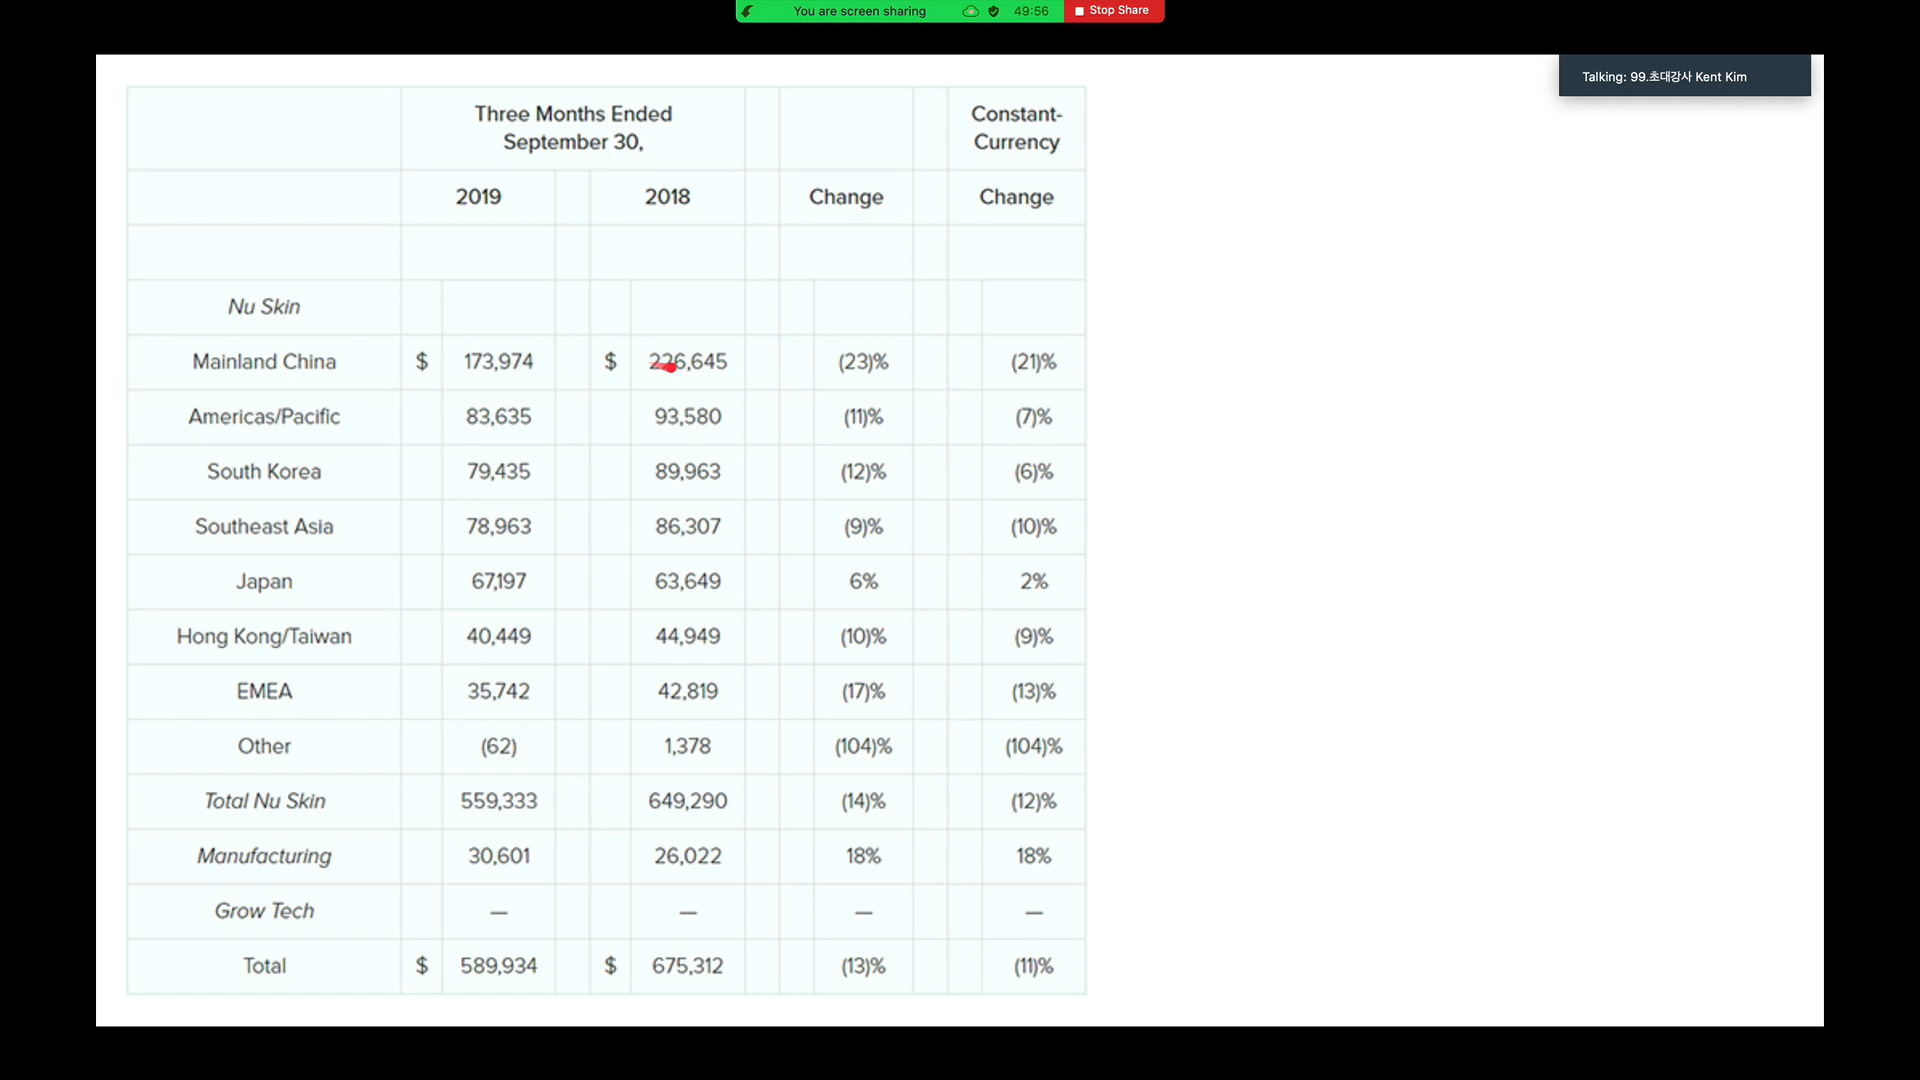 You are screen sharing 49:56 Stop Share
Talking: 99.초대강사 Kent Kim
Three Months Ended
September 30,
Constant-
Currency
2019 2018 Change Change
Nu Skin
Mainland China $ 173,974 $ 226,645 (23)% (21)%
Americas/Pacific 83,635 93,580 (11)% (7)%
South Korea 79,435 89,963 (12)% (6)%
Southeast Asia 78,963 86,307 (9)% (10)%
Japan 67,197 63,649 6% 2%
Hong Kong/Taiwan 40,449 44,949 (10)% (9)%
EMEA 35,742 42,819 (17)% (13)%
Other (62) 1,378 (104)% (104)%
Total Nu Skin 559,333 649,290 (14)% (12)%
Manufacturing 30,601 26,022 18% 18%
Grow Tech — — — —
Total $ 589,934 $ 675,312 (13)% (11)%